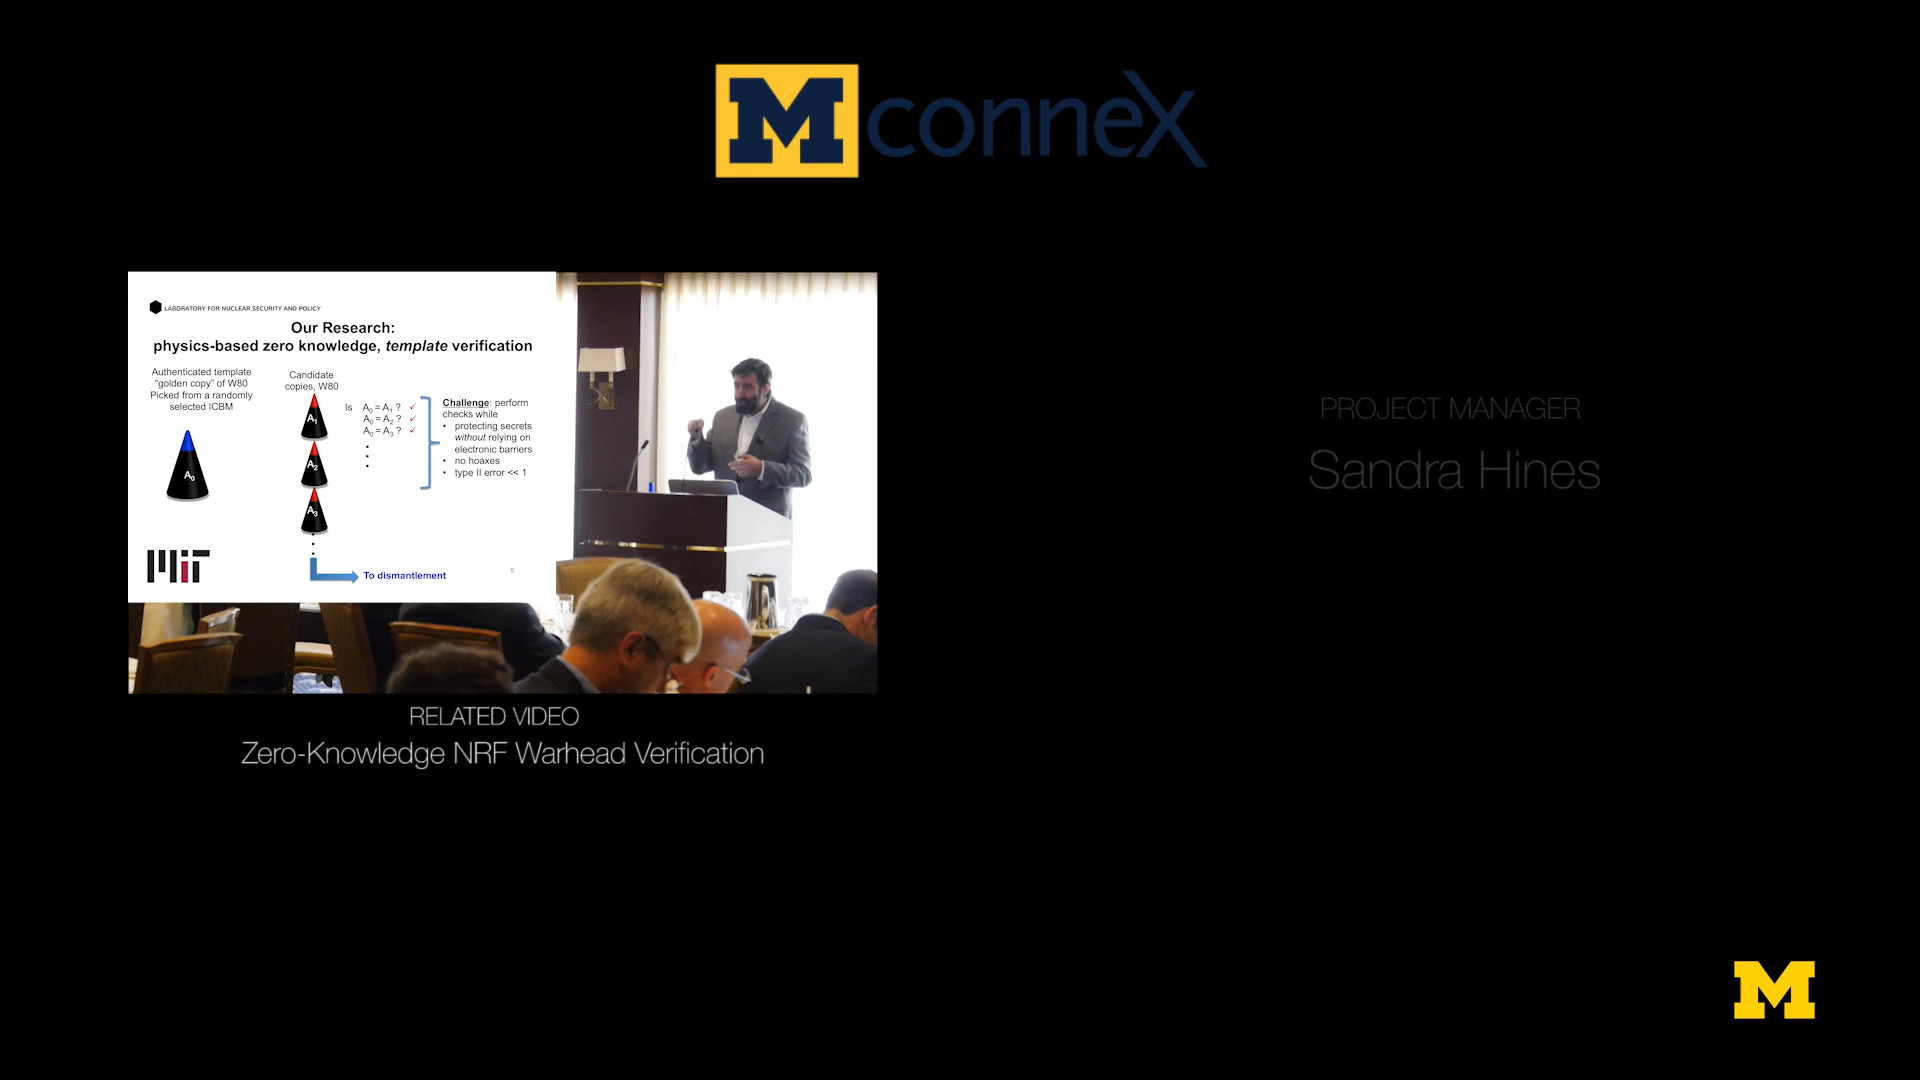 M conneX
LABORATORY FOR NUCLEAR SECURITY AND POLICY
Our Research:
physics-based zero knowledge, template verification
Authenticated template
"golden copy" of W80
Picked from a randomly
selected ICBM
A0
Candidate
copies, W80
A1
A2
A3
Is A0 = A1 ? ✓
A0 = A2 ? ✓
A0 = A3 ? ✓
Challenge: perform
checks while
• protecting secrets
without relying on
electronic barriers
• no hoaxes
• type II error << 1
To dismantlement
5
MIT
RELATED VIDEO
Zero-Knowledge NRF Warhead Verification
PROJECT MANAGER
Sandra Hines
M